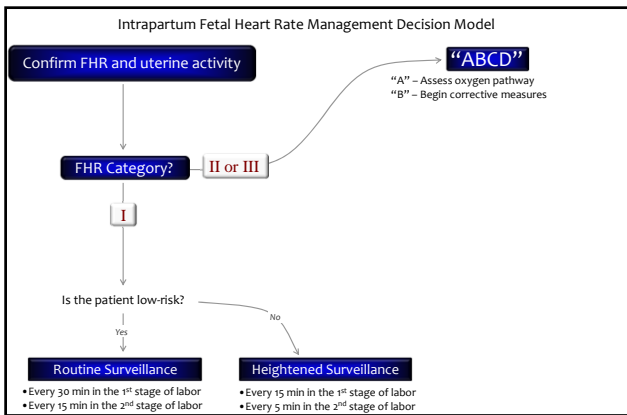 Intrapartum Fetal Heart Rate Management Decision Model
Confirm FHR and uterine activity
“ABCD”
“A” – Assess oxygen pathway
“B” – Begin corrective measures
FHR Category?
II or III
I
Is the patient low-risk?
No
Yes
Routine Surveillance
• Every 30 min in the 1st stage of labor
• Every 15 min in the 2nd stage of labor
Heightened Surveillance
• Every 15 min in the 1st stage of labor
• Every 5 min in the 2nd stage of labor